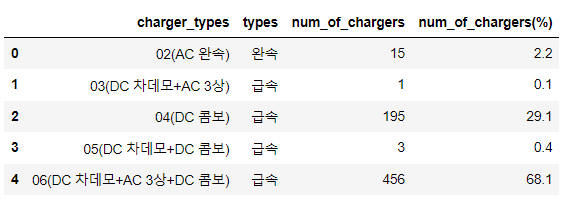 charger_types types num_of_chargers num_of_chargers(%)
0 02(AC 완속) 완속 15 2.2
1 03(DC 차데모+AC 3상) 급속 1 0.1
2 04(DC 콤보) 급속 195 29.1
3 05(DC 차데모+DC 콤보) 급속 3 0.4
4 06(DC 차데모+AC 3상+DC 콤보) 급속 456 68.1